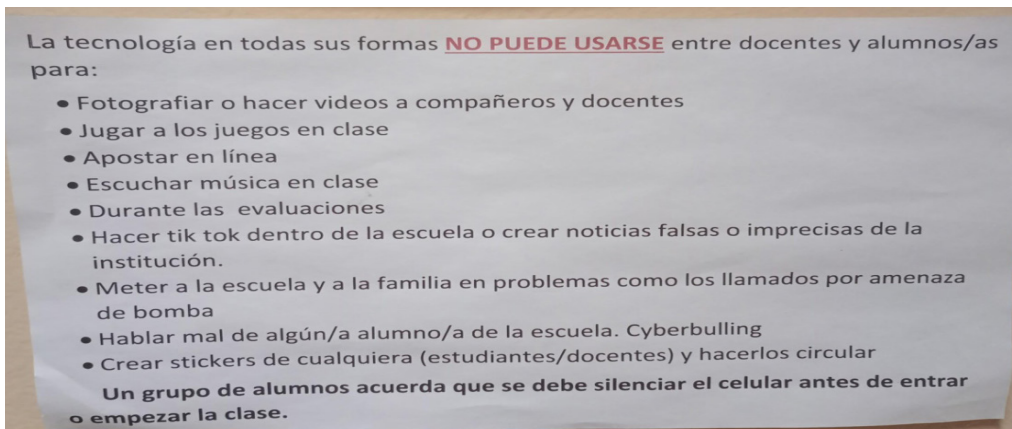 La tecnología en todas sus formas NO PUEDE USARSE entre docentes y alumnos/as
para:
• Fotografiar o hacer videos a compañeros y docentes
• Jugar a los juegos en clase
• Apostar en línea
• Escuchar música en clase
• Durante las evaluaciones
• Hacer tik tok dentro de la escuela o crear noticias falsas o imprecisas de la
institución.
• Meter a la escuela y a la familia en problemas como los llamados por amenaza
de bomba
• Hablar mal de algún/a alumno/a de la escuela. Cyberbulling
• Crear stickers de cualquiera (estudiantes/docentes) y hacerlos circular
Un grupo de alumnos acuerda que se debe silenciar el celular antes de entrar
o empezar la clase.